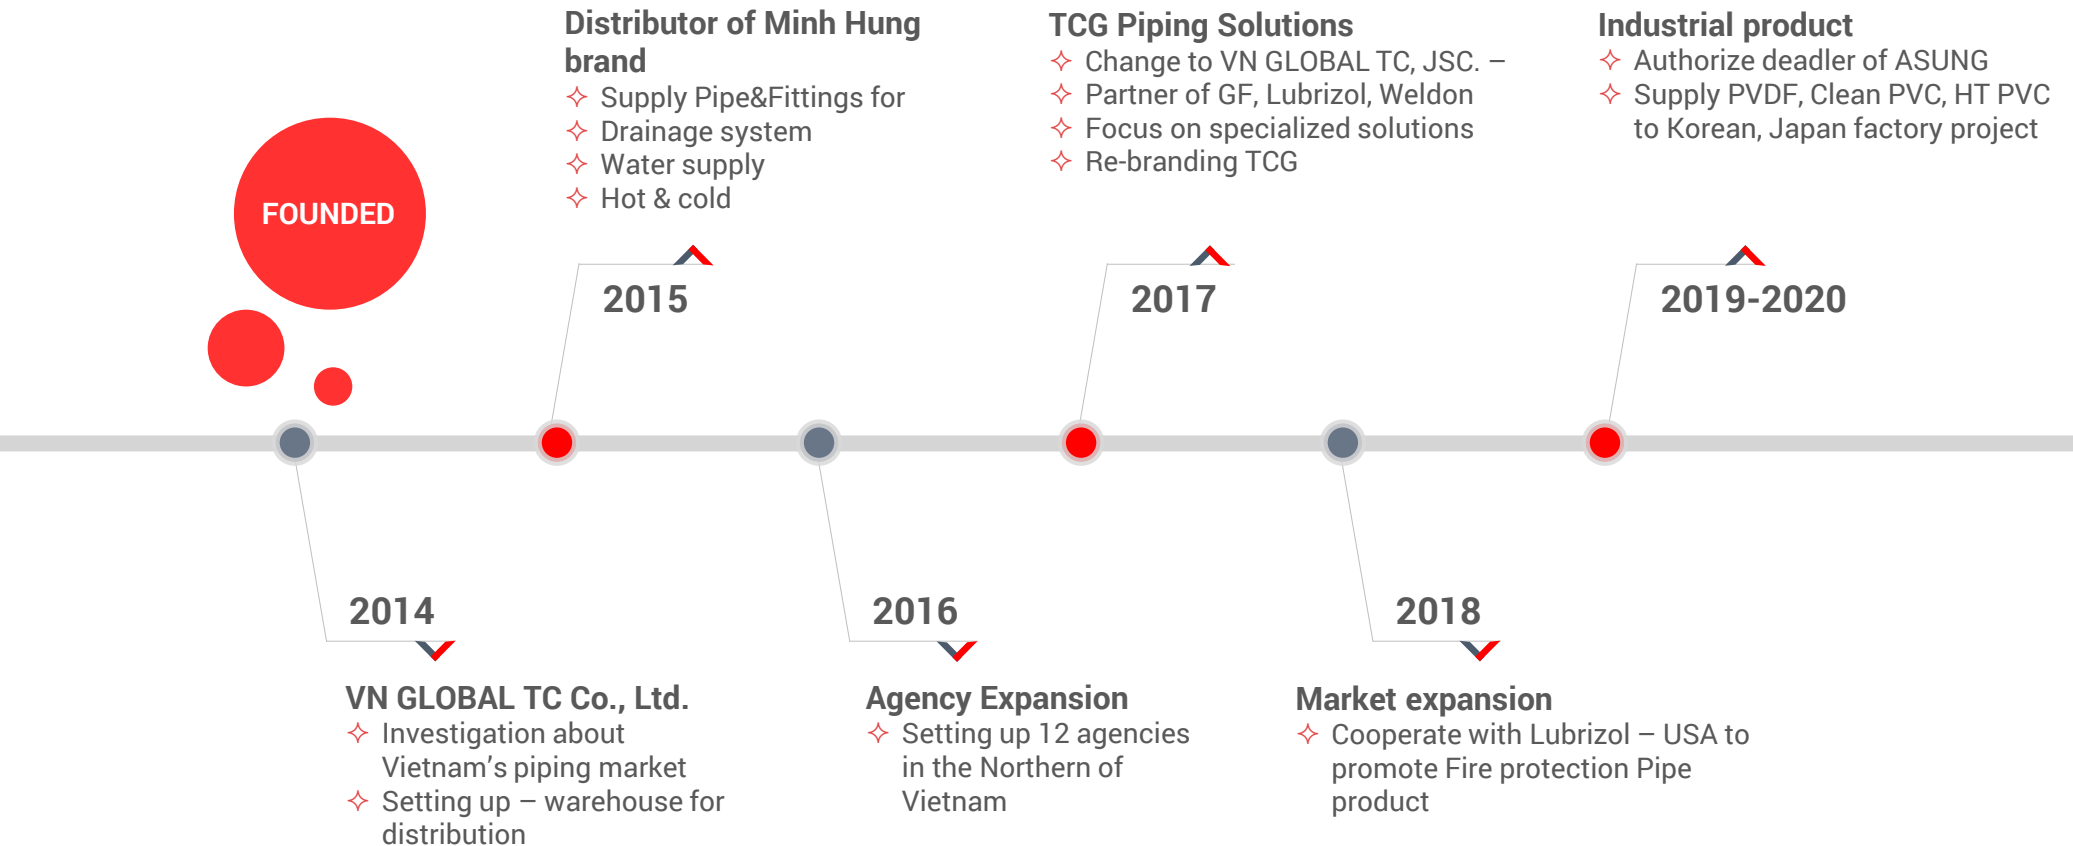 FOUNDED
2014
VN GLOBAL TC Co., Ltd.
Investigation about
Vietnam's piping market
Setting up – warehouse for
distribution
Distributor of Minh Hung
brand
Supply Pipe&Fittings for
Drainage system
Water supply
Hot & cold
2015
2016
Agency Expansion
Setting up 12 agencies
in the Northern of
Vietnam
TCG Piping Solutions
Change to VN GLOBAL TC, JSC. –
Partner of GF, Lubrizol, Weldon
Focus on specialized solutions
Re-branding TCG
2017
2018
Market expansion
Cooperate with Lubrizol – USA to
promote Fire protection Pipe
product
Industrial product
Authorize deadler of ASUNG
Supply PVDF, Clean PVC, HT PVC
to Korean, Japan factory project
2019-2020